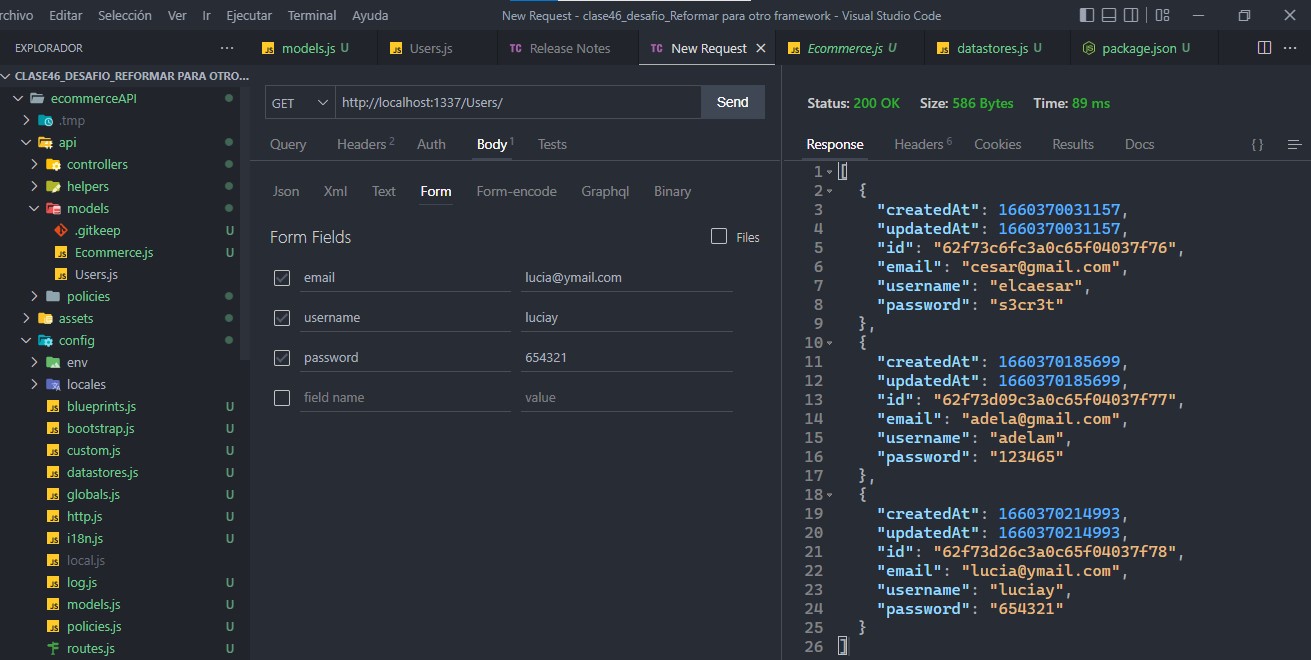 rchivo Editar Selección Ver Ir Ejecutar Terminal Ayuda New Request - clase46_desafio_Reformar para otro framework - Visual Studio Code
EXPLORADOR ···
models.js U Users.js TC Release Notes TC New Request Ecommerce.js U datastores.js U package.json U ···
CLASE46_DESAFIO_REFORMAR PARA OTRO...
ecommerceAPI
.tmp
api
controllers
helpers
models
.gitkeep U
Ecommerce.js U
Users.js
policies
assets
config
env
locales
blueprints.js U
bootstrap.js U
custom.js U
datastores.js U
globals.js U
http.js U
i18n.js U
local.js
log.js U
models.js U
policies.js U
routes.js U
GET http://localhost:1337/Users/ Send
Query Headers 2 Auth Body 1 Tests
Json Xml Text Form Form-encode Graphql Binary
Form Fields Files
email lucia@ymail.com
username luciay
password 654321
field name value
Status: 200 OK Size: 586 Bytes Time: 89 ms
Response Headers 6 Cookies Results Docs { }
1 [
2 {
3 "createdAt": 1660370031157,
4 "updatedAt": 1660370031157,
5 "id": "62f73c6fc3a0c65f04037f76",
6 "email": "cesar@gmail.com",
7 "username": "elcaesar",
8 "password": "s3cr3t"
9 },
10 {
11 "createdAt": 1660370185699,
12 "updatedAt": 1660370185699,
13 "id": "62f73d09c3a0c65f04037f77",
14 "email": "adela@gmail.com",
15 "username": "adelam",
16 "password": "123465"
17 },
18 {
19 "createdAt": 1660370214993,
20 "updatedAt": 1660370214993,
21 "id": "62f73d26c3a0c65f04037f78",
22 "email": "lucia@ymail.com",
23 "username": "luciay",
24 "password": "654321"
25 }
26 ]